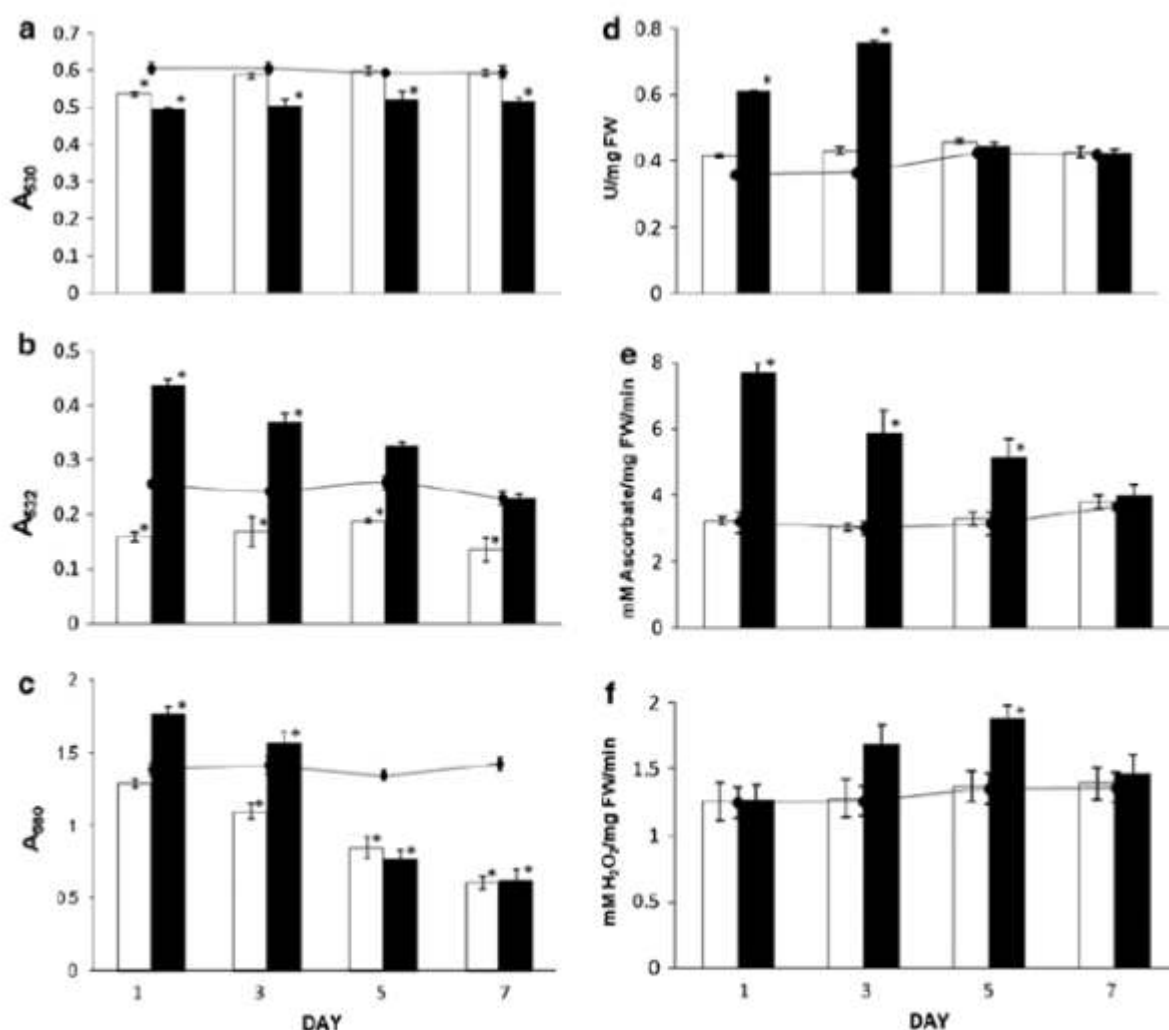 a
0.7
0.6
0.5
0.4
0.3
0.2
0.1
0
A530
* * * * * *
b
0.5
0.4
0.3
0.2
0.1
0
A532
* * * * * *
c
2
1.5
1
0.5
0
A680
* * * * * * *
1 3 5 7
DAY
d
0.8
0.6
0.4
0.2
0
U/mg FW
* *
e
8
6
4
2
0
mM Ascorbate/mg FW/min
* * *
f
2
1.5
1
0.5
0
mM H₂O₂/mg FW/min
*
1 3 5 7
DAY